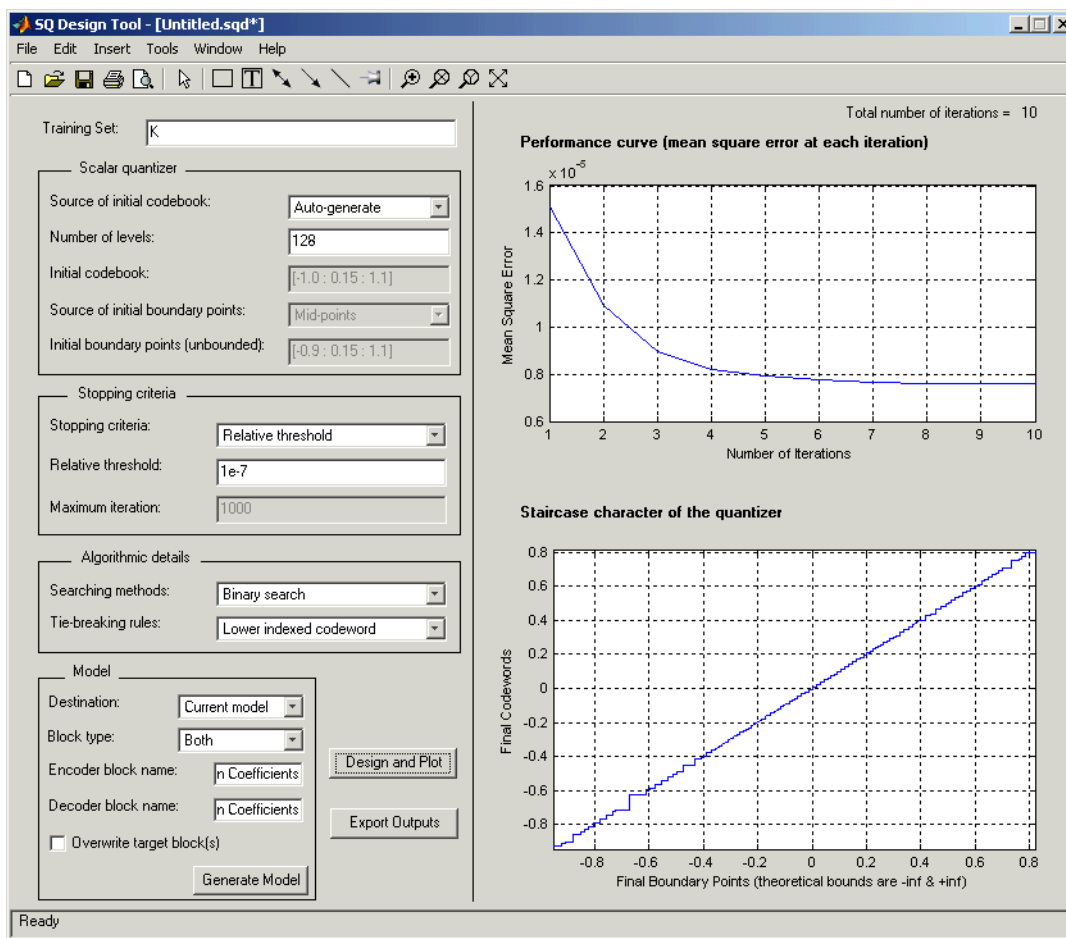 SQ Design Tool - [Untitled.sqd*]
File Edit Insert Tools Window Help
T
Training Set: K
Scalar quantizer
Source of initial codebook: Auto-generate
Number of levels: 128
Initial codebook: [-1.0 : 0.15 : 1.1]
Source of initial boundary points: Mid-points
Initial boundary points (unbounded): [-0.9 : 0.15 : 1.1]
Stopping criteria
Stopping criteria: Relative threshold
Relative threshold: 1e-7
Maximum iteration: 1000
Algorithmic details
Searching methods: Binary search
Tie-breaking rules: Lower indexed codeword
Model
Destination: Current model
Block type: Both
Encoder block name: n Coefficients
Decoder block name: n Coefficients
Overwrite target block(s)
Generate Model
Design and Plot
Export Outputs
Total number of iterations = 10
Performance curve (mean square error at each iteration)
x 10^-5
1.6
1.4
1.2
1
0.8
0.6
Mean Square Error
1 2 3 4 5 6 7 8 9 10
Number of Iterations
Staircase character of the quantizer
0.8
0.6
0.4
0.2
0
-0.2
-0.4
-0.6
-0.8
Final Codewords
-0.8 -0.6 -0.4 -0.2 0 0.2 0.4 0.6 0.8
Final Boundary Points (theoretical bounds are -inf & +inf)
Ready